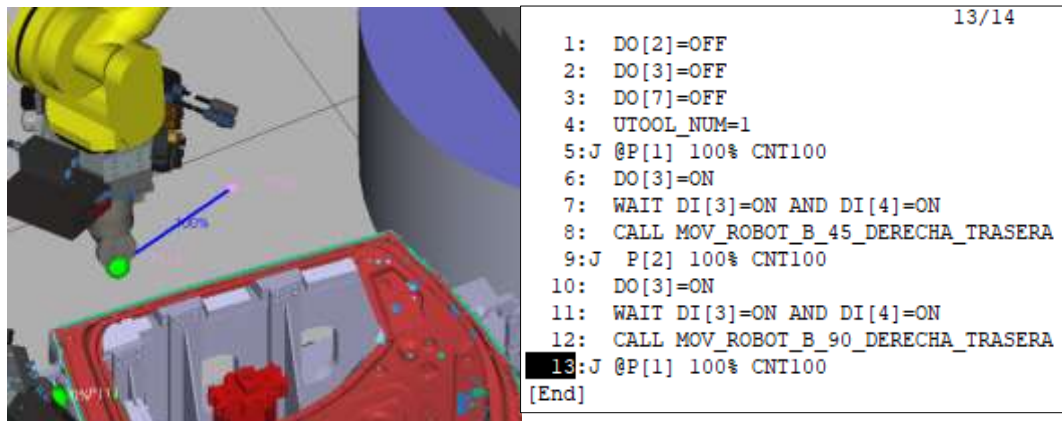 100%
P[1]
13/14
1: DO[2]=OFF
2: DO[3]=OFF
3: DO[7]=OFF
4: UTOOL_NUM=1
5:J @P[1] 100% CNT100
6: DO[3]=ON
7: WAIT DI[3]=ON AND DI[4]=ON
8: CALL MOV_ROBOT_B_45_DERECHA_TRASERA
9:J P[2] 100% CNT100
10: DO[3]=ON
11: WAIT DI[3]=ON AND DI[4]=ON
12: CALL MOV_ROBOT_B_90_DERECHA_TRASERA
13:J @P[1] 100% CNT100
[End]